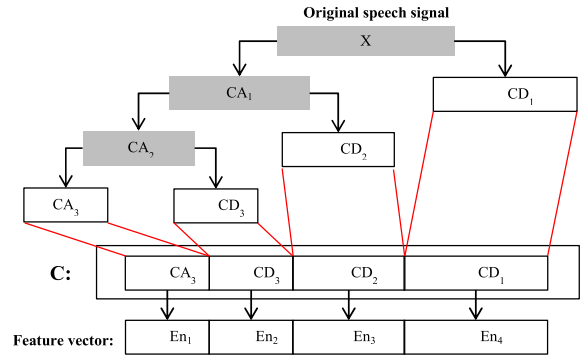 Original speech signal
X
CA₁
CD₁
CA₂
CD₂
CA₃
CD₃
C:
CA₃ CD₃ CD₂ CD₁
Feature vector: En₁ En₂ En₃ En₄